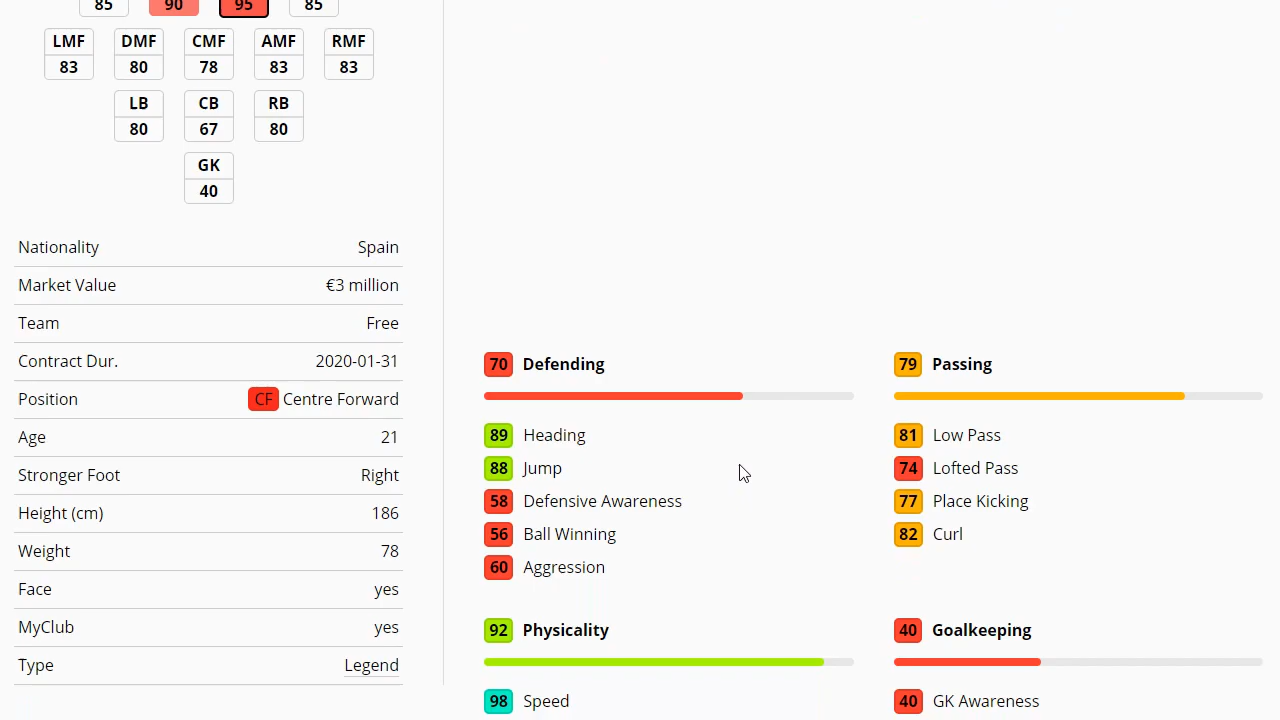 85 90 95 85
LMF DMF CMF AMF RMF
83 80 78 83 83
LB CB RB
80 67 80
GK
40
Nationality Spain
Market Value €3 million
Team Free
Contract Dur. 2020-01-31
Position CF Centre Forward
Age 21
Stronger Foot Right
Height (cm) 186
Weight 78
Face yes
MyClub yes
Type Legend
70 Defending
89 Heading
88 Jump
58 Defensive Awareness
56 Ball Winning
60 Aggression
79 Passing
81 Low Pass
74 Lofted Pass
77 Place Kicking
82 Curl
92 Physicality
98 Speed
40 Goalkeeping
40 GK Awareness